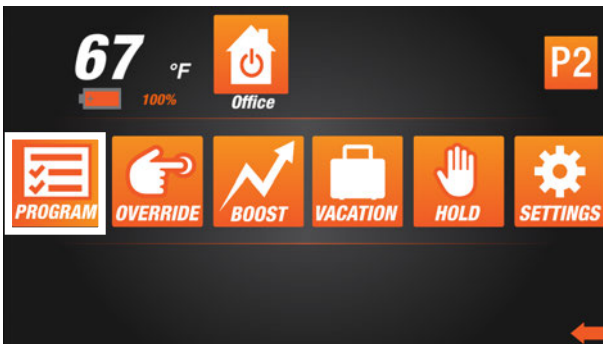 67 °F
P2
100%
Office
PROGRAM OVERRIDE BOOST VACATION HOLD SETTINGS